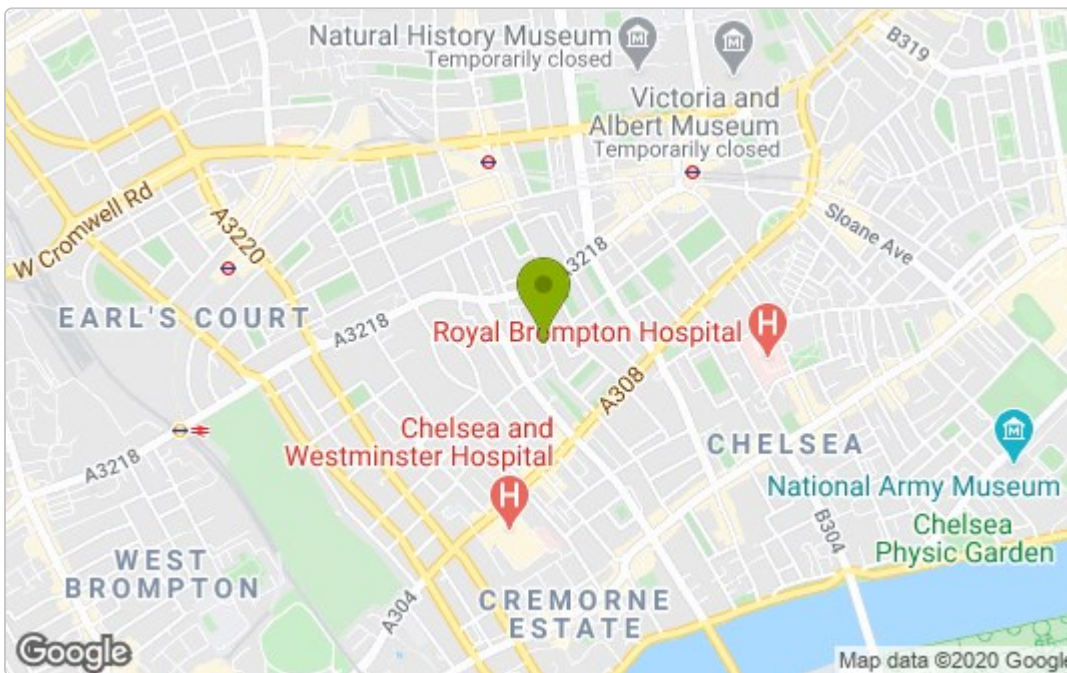 Natural History Museum
Temporarily closed
B319
Victoria and
Albert Museum
Temporarily closed
W Cromwell Rd
A3220
Sloane Ave
A3218
EARL'S COURT
A3218
Royal Brompton Hospital
H
A308
Chelsea and
Westminster Hospital
H
CHELSEA
A3218
National Army Museum
B304
Chelsea
Physic Garden
WEST
BROMPTON
CREMORNE
ESTATE
A304
Google
Map data ©2020 Google